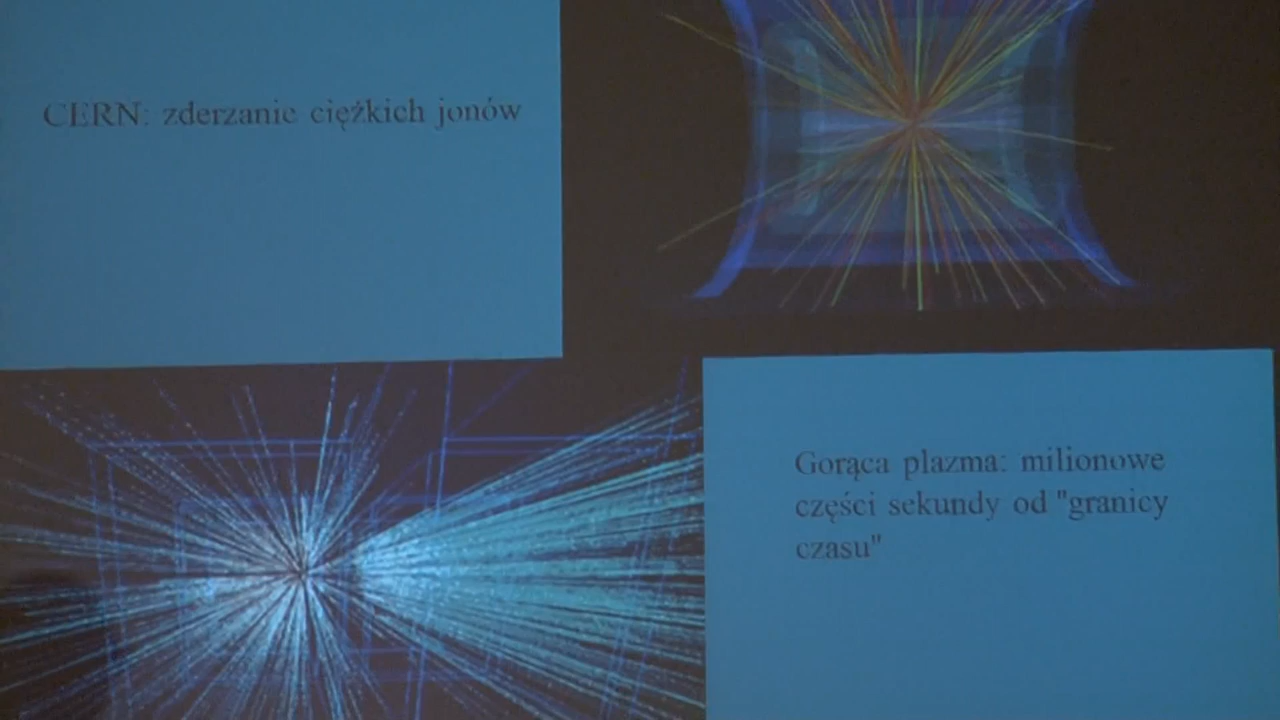 CERN: zderzanie ciężkich jonów
Gorąca plazma: milionowe
części sekundy od "granicy
czasu"